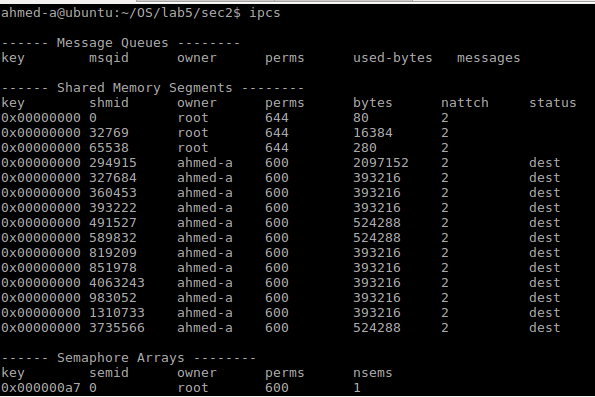 ahmed-a@ubuntu:~/OS/lab5/sec2$ ipcs

------ Message Queues --------
key        msqid      owner      perms      used-bytes   messages

------ Shared Memory Segments --------
key        shmid      owner      perms      bytes      nattch     status
0x00000000 0          root       644        80         2
0x00000000 32769      root       644        16384      2
0x00000000 65538      root       644        280        2
0x00000000 294915     ahmed-a    600        2097152    2          dest
0x00000000 327684     ahmed-a    600        393216     2          dest
0x00000000 360453     ahmed-a    600        393216     2          dest
0x00000000 393222     ahmed-a    600        393216     2          dest
0x00000000 491527     ahmed-a    600        524288     2          dest
0x00000000 589832     ahmed-a    600        524288     2          dest
0x00000000 819209     ahmed-a    600        393216     2          dest
0x00000000 851978     ahmed-a    600        393216     2          dest
0x00000000 4063243    ahmed-a    600        393216     2          dest
0x00000000 983052     ahmed-a    600        393216     2          dest
0x00000000 1310733    ahmed-a    600        393216     2          dest
0x00000000 3735566    ahmed-a    600        524288     2          dest

------ Semaphore Arrays --------
key        semid      owner      perms      nsems
0x000000a7 0          root       600        1